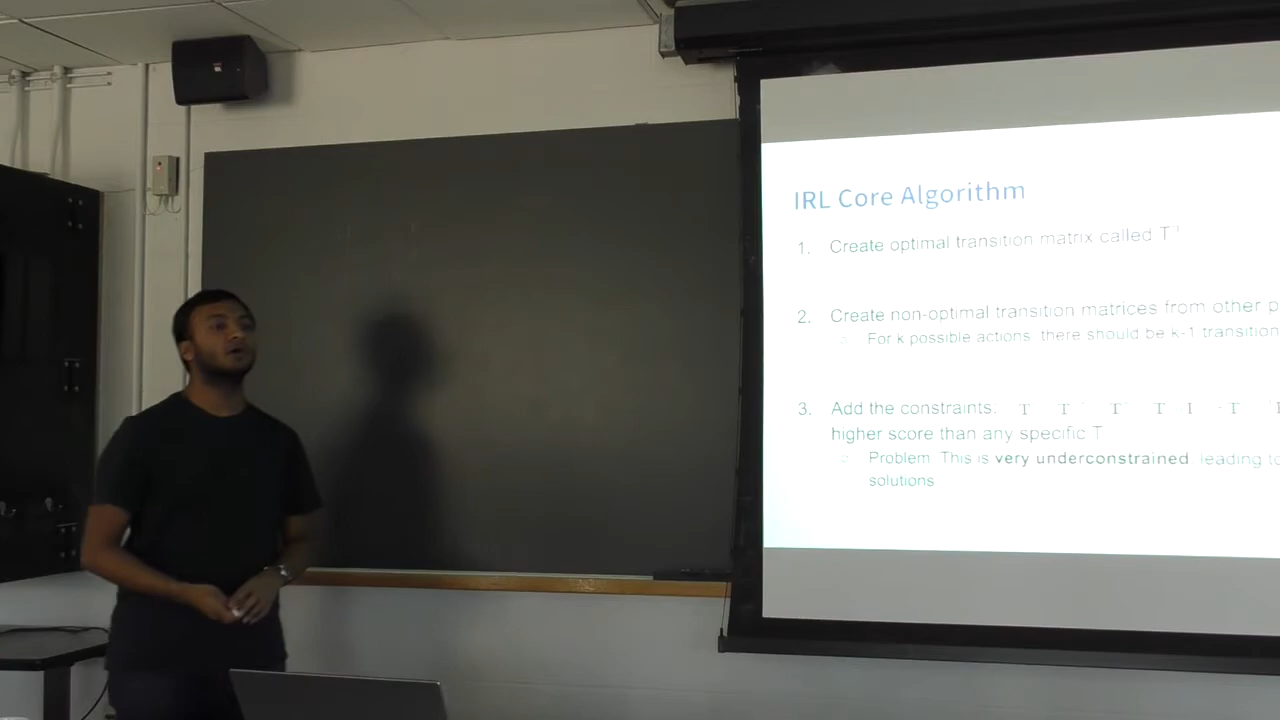 IRL Core Algorithm
1. Create optimal transition matrix called T
2. Create non-optimal transition matrices from other
○ For k possible actions there should be k-1 transition
3. Add the constraints: T T T T I - T
higher score than any specific T
○ Problem This is very underconstrained leading to
solutions